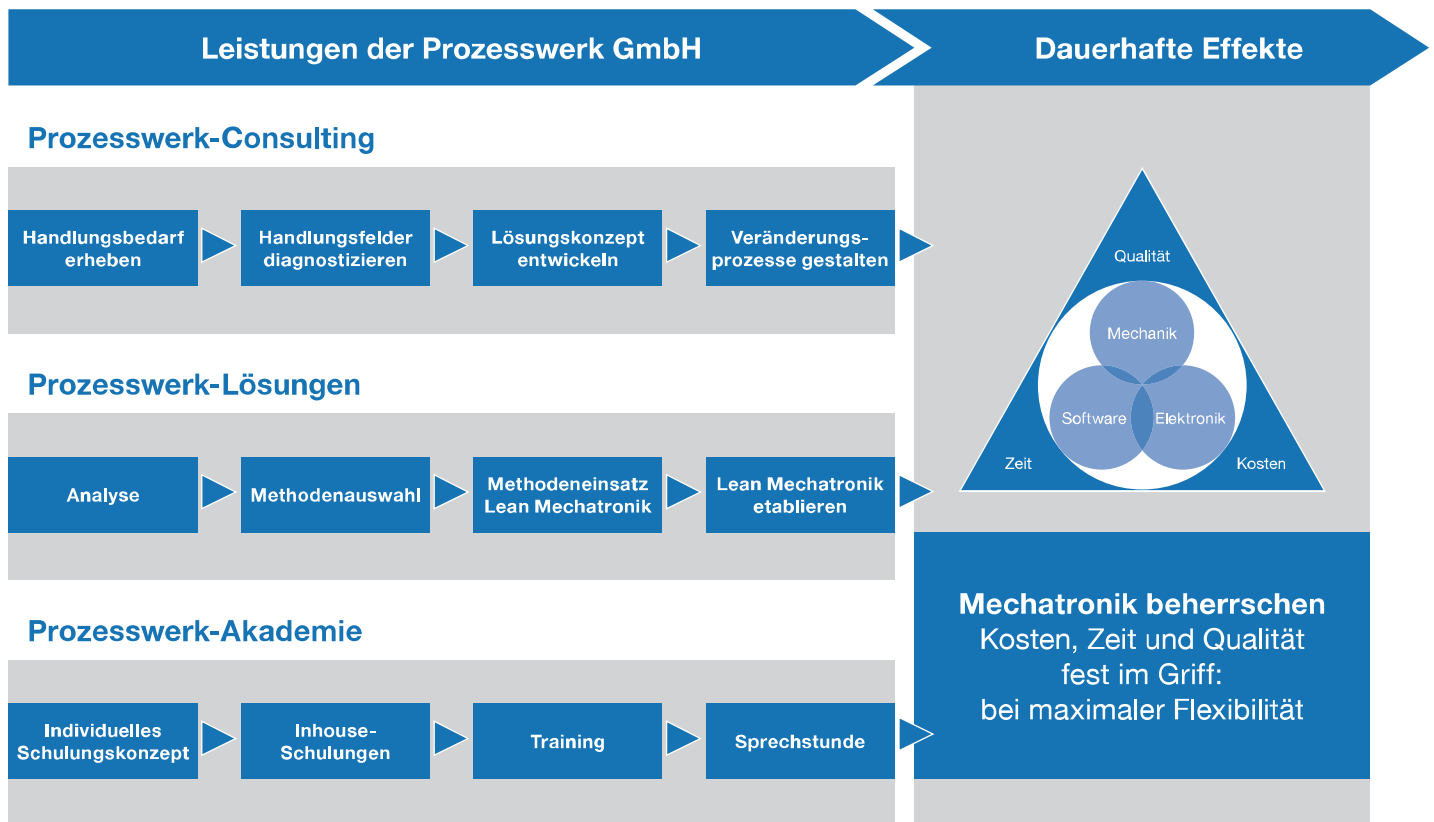 Leistungen der Prozesswerk GmbH
Dauerhafte Effekte
Prozesswerk-Consulting
Handlungsbedarf
erheben
Handlungsfelder
diagnostizieren
Lösungskonzept
entwickeln
Veränderungs-
prozesse gestalten
Prozesswerk-Lösungen
Analyse
Methodenauswahl
Methodeneinsatz
Lean Mechatronik
Lean Mechatronik
etablieren
Prozesswerk-Akademie
Individuelles
Schulungskonzept
Inhouse-
Schulungen
Training
Sprechstunde
Qualität
Mechanik
Software
Elektronik
Zeit
Kosten
Mechatronik beherrschen
Kosten, Zeit und Qualität
fest im Griff:
bei maximaler Flexibilität